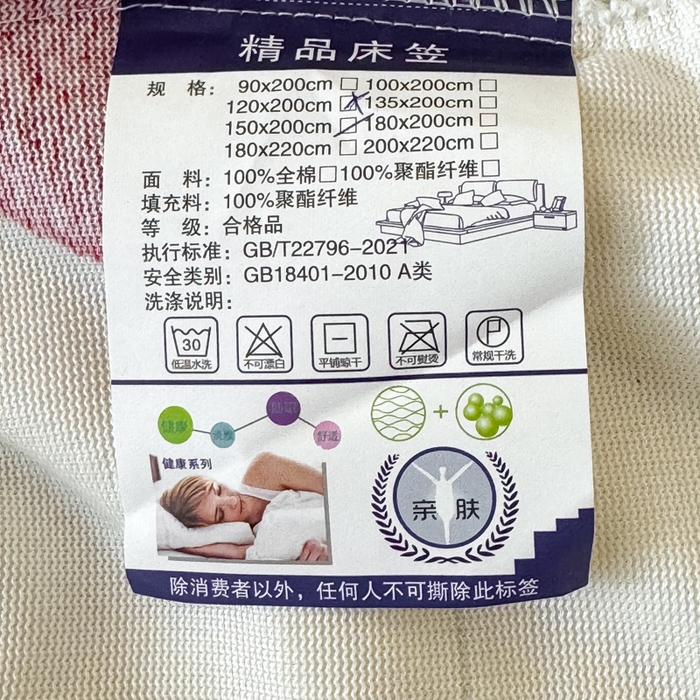 精品床签
规 格: 90x200cm □ 100x200cm □
120x200cm □ 135x200cm □
150x200cm □ 180x200cm □
180x220cm □ 200x220cm □
面 料: 100%全棉□100%聚酯纤维□
填充料: 100%聚酯纤维
等 级: 合格品
执行标准: GB/T22796-2021
安全类别: GB18401-2010 A类
洗涤说明:
30
低温水洗
不可漂白
平铺晾干
不可熨烫
P
常规干洗
健康
舒适
+
健康系列
亲肤
除消费者以外，任何人不可撕除此标签